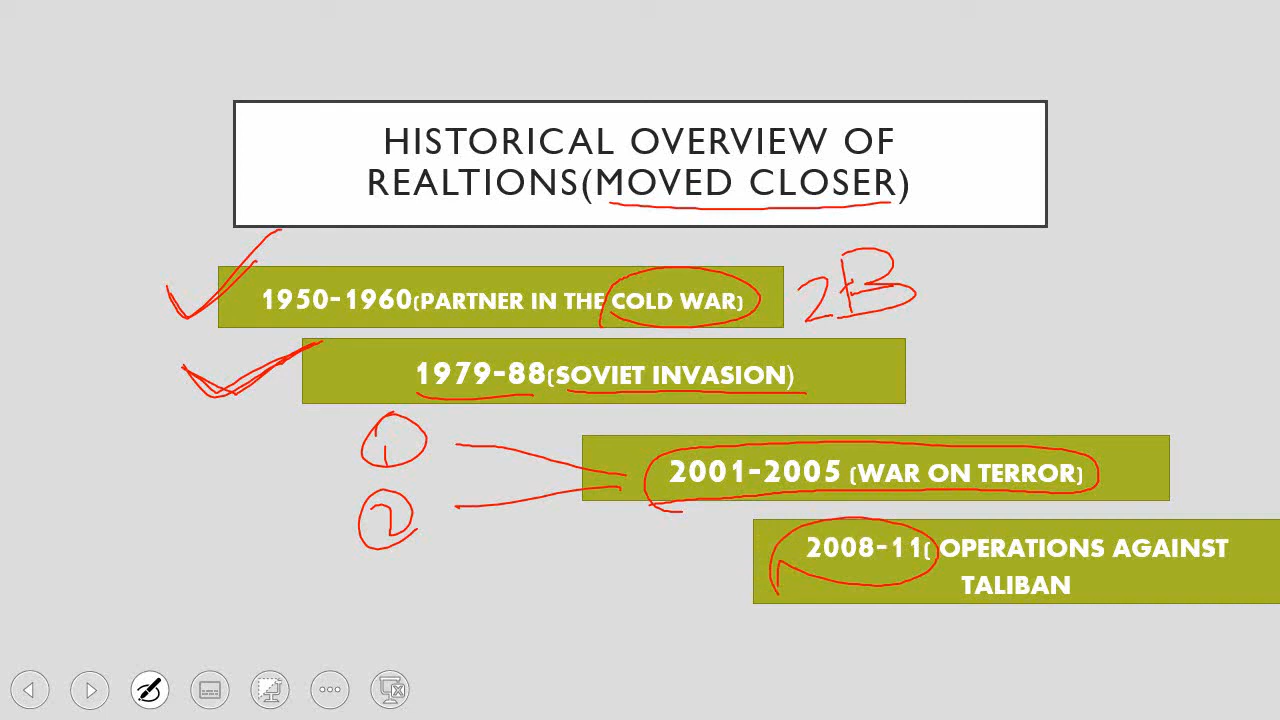 HISTORICAL OVERVIEW OF
REALTIONS(MOVED CLOSER)
1950-1960(PARTNER IN THE COLD WAR)
2B
1979-88(SOVIET INVASION)
1
2001-2005 (WAR ON TERROR)
2
2008-11( OPERATIONS AGAINST
TALIBAN